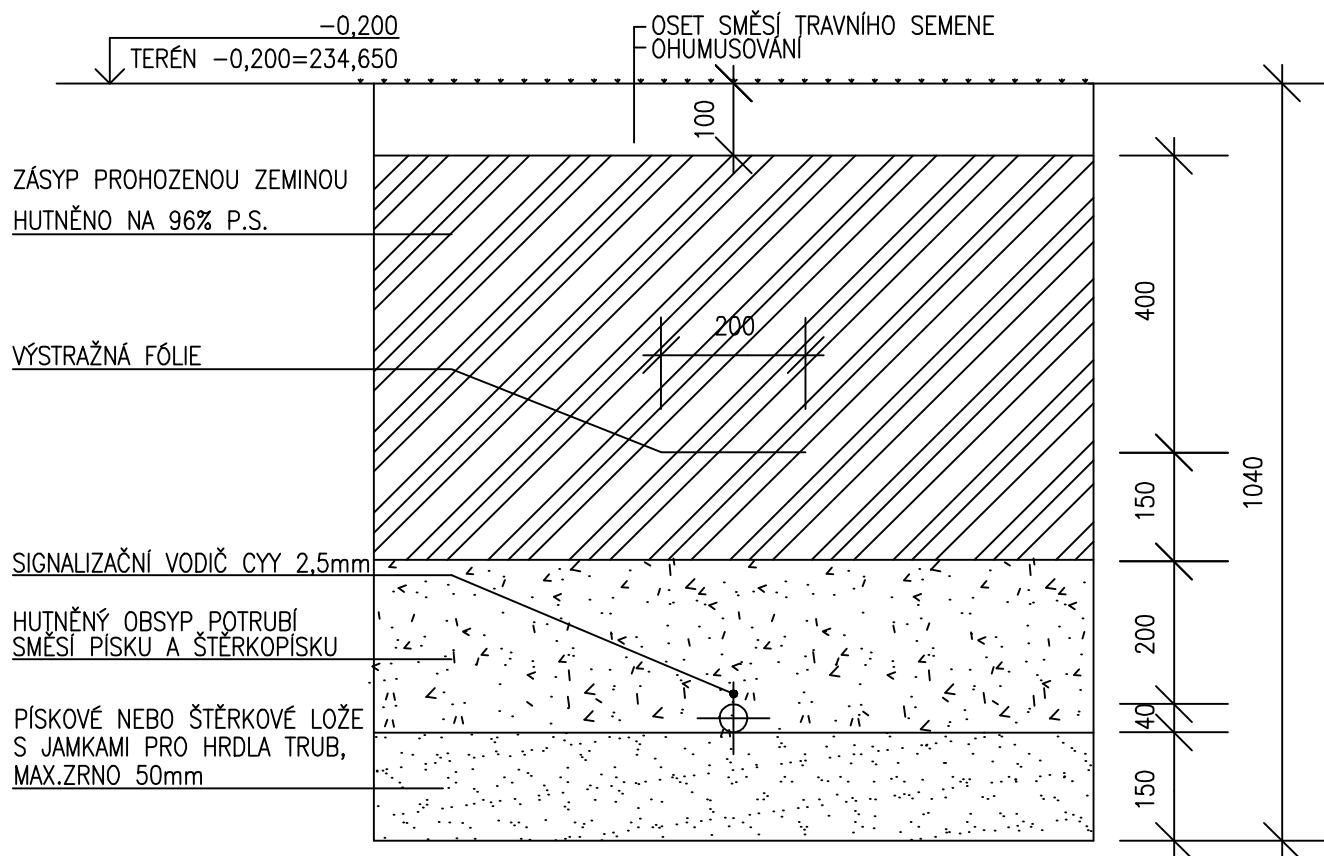 -0,200
TERÉN -0,200=234,650
OSET SMĚSÍ TRAVNÍHO SEMENE
OHUMUSOVÁNÍ
100
ZÁSYP PROHOZENOU ZEMINOU
HUTNĚNO NA 96% P.S.
400
200
VÝSTRAŽNÁ FÓLIE
150
1040
SIGNALIZAČNÍ VODIČ CYY 2,5mm
HUTNĚNÝ OBSYP POTRUBÍ
SMĚSÍ PÍSKU A ŠTĚRKOPÍSKU
200
40
PÍSKOVÉ NEBO ŠTĚRKOVÉ LOŽE
S JAMKAMI PRO HRDLA TRUB,
MAX.ZRNO 50mm
150